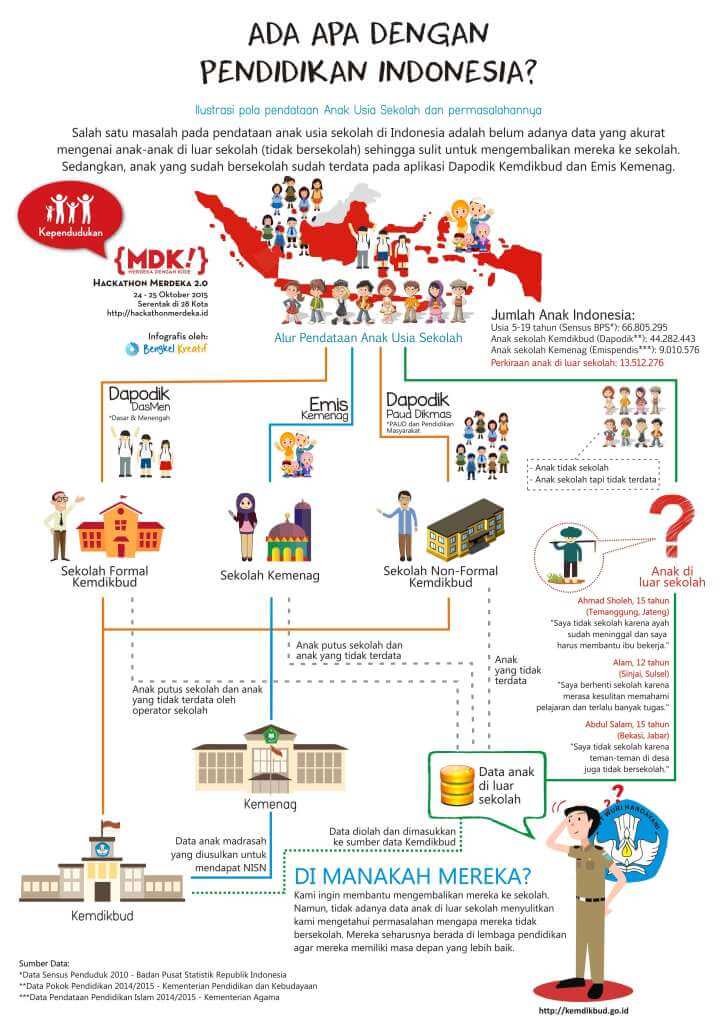 ADA APA DENGAN
PENDIDIKAN INDONESIA?
Ilustrasi pola pendataan Anak Usia Sekolah dan permasalahannya
Salah satu masalah pada pendataan anak usia sekolah di Indonesia adalah belum adanya data yang akurat
mengenai anak-anak di luar sekolah (tidak bersekolah) sehingga sulit untuk mengembalikan mereka ke sekolah.
Sedangkan, anak yang sudah bersekolah sudah terdata pada aplikasi Dapodik Kemdikbud dan Emis Kemenag.
Kependudukan
{MDK!}
MERDEKA DENGAN KODE
HACKATHON MERDEKA 2.0
24 - 25 Oktober 2015
Serentak di 28 Kota
http://hackathonmerdeka.id
Infografis oleh:
Bengkel Kreatif
Alur Pendataan Anak Usia Sekolah
Jumlah Anak Indonesia:
Usia 5-19 tahun (Sensus BPS*): 66.805.295
Anak sekolah Kemdikbud (Dapodik**): 44.282.443
Anak sekolah Kemenag (Emispendis***): 9.010.576
Perkiraan anak di luar sekolah: 13.512.276
Dapodik
DasMen
*Dasar & Menengah
Emis
Kemenag
Dapodik
Paud Dikmas
*PAUD dan Pendidikan
Masyarakat
- Anak tidak sekolah
- Anak sekolah tapi tidak terdata
Sekolah Formal
Kemdikbud
Sekolah Kemenag
Sekolah Non-Formal
Kemdikbud
?
Anak di
luar sekolah
Ahmad Sholeh, 15 tahun
(Temanggung, Jateng)
"Saya tidak sekolah karena ayah
sudah meninggal dan saya
harus membantu ibu bekerja."
Alam, 12 tahun
(Sinjai, Sulsel)
"Saya berhenti sekolah karena
merasa kesulitan memahami
pelajaran dan terlalu banyak tugas."
Abdul Salam, 15 tahun
(Bekasi, Jabar)
"Saya tidak sekolah karena
teman-teman di desa
juga tidak bersekolah."
Anak putus sekolah dan
anak yang tidak terdata
Anak
yang tidak
terdata
Anak putus sekolah dan anak
yang tidak terdata oleh
operator sekolah
Kemenag
Data anak
di luar
sekolah
Data anak madrasah
yang diusulkan untuk
mendapat NISN
Data diolah dan dimasukkan
ke sumber data Kemdikbud
Kemdikbud
??
TUT WURI HANDAYANI
DI MANAKAH MEREKA?
Kami ingin membantu mengembalikan mereka ke sekolah.
Namun, tidak adanya data anak di luar sekolah menyulitkan
kami mengetahui permasalahan mengapa mereka tidak
bersekolah. Mereka seharusnya berada di lembaga pendidikan
agar mereka memiliki masa depan yang lebih baik.
Sumber Data:
*Data Sensus Penduduk 2010 - Badan Pusat Statistik Republik Indonesia
**Data Pokok Pendidikan 2014/2015 - Kementerian Pendidikan dan Kebudayaan
***Data Pendataan Pendidikan Islam 2014/2015 - Kementerian Agama
http://kemdikbud.go.id